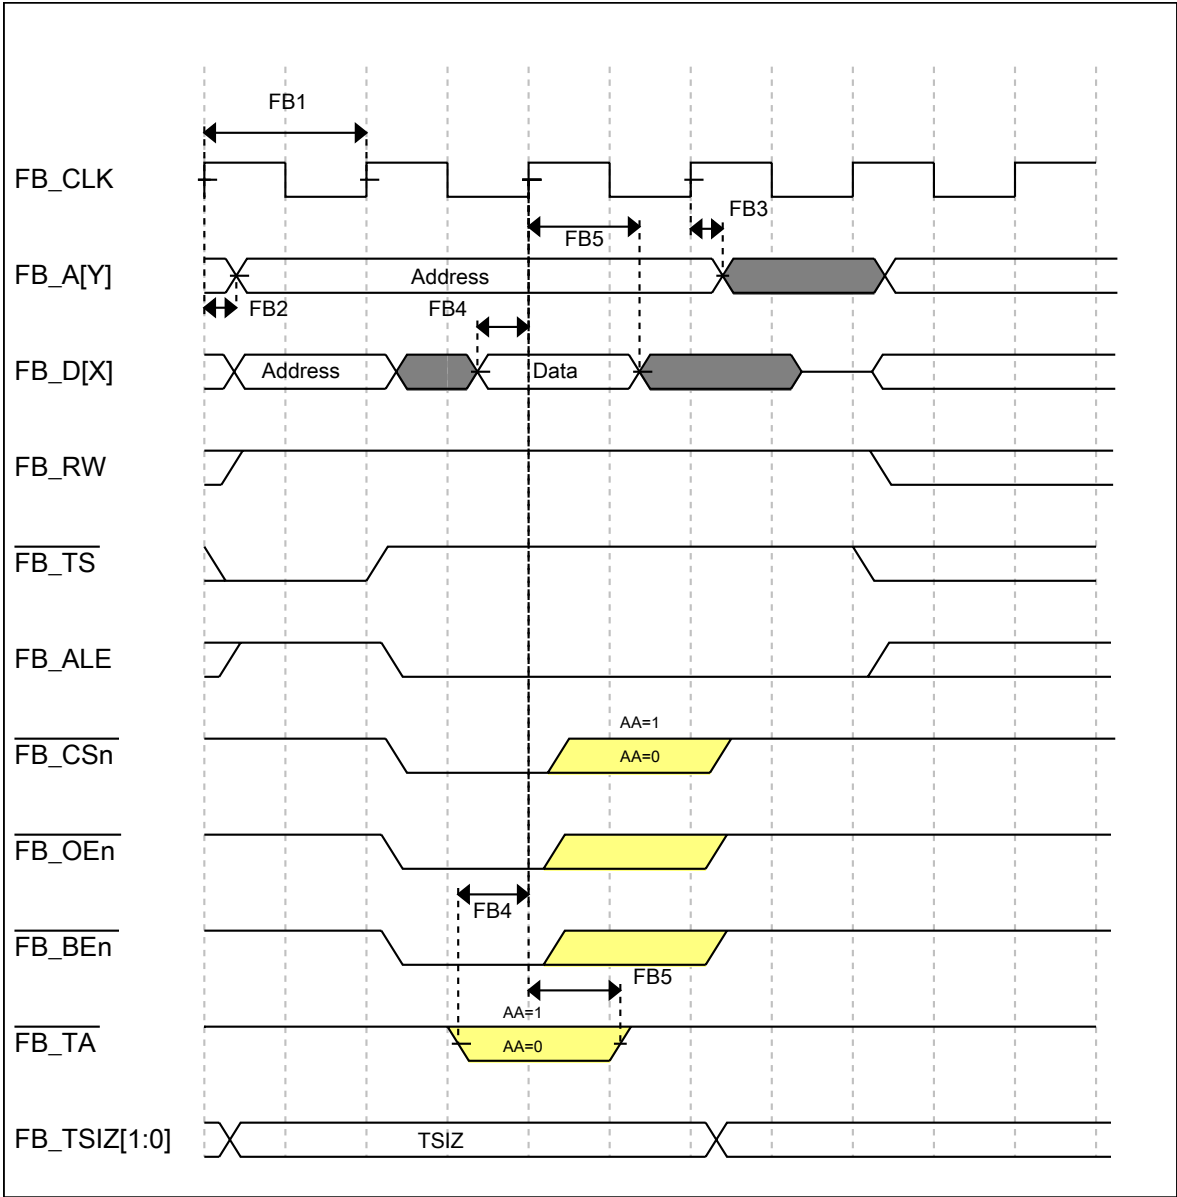 FB1
FB_CLK
FB3
FB5
FB_A[Y]
Address
FB2
FB4
FB_D[X]
Address
Data
FB_RW
FB_TS
FB_ALE
AA=1
FB_CSn
AA=0
FB_OEn
FB4
FB_BEn
FB5
AA=1
FB_TA
AA=0
FB_TSIZ[1:0]
TSIZ